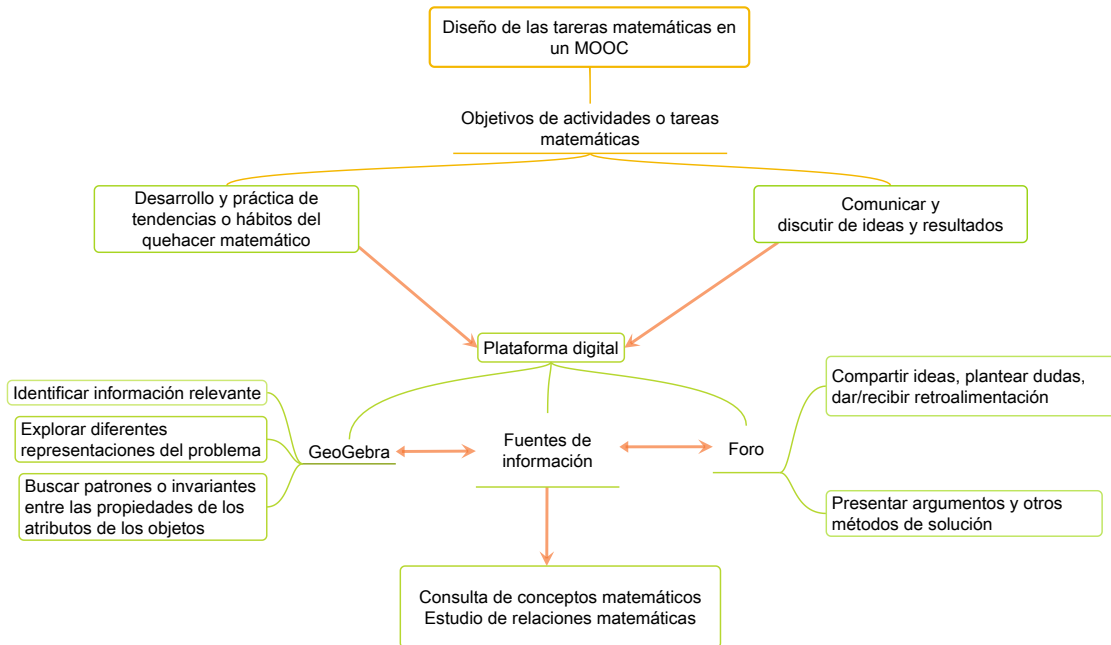 Diseño de las tareras matemáticas en
un MOOC
Objetivos de actividades o tareas
matemáticas
Desarrollo y práctica de
tendencias o hábitos del
quehacer matemático
Comunicar y
discutir de ideas y resultados
Plataforma digital
Identificar información relevante
Explorar diferentes
representaciones del problema
Buscar patrones o invariantes
entre las propiedades de los
atributos de los objetos
GeoGebra
Fuentes de
información
Foro
Compartir ideas, plantear dudas,
dar/recibir retroalimentación
Presentar argumentos y otros
métodos de solución
Consulta de conceptos matemáticos
Estudio de relaciones matemáticas